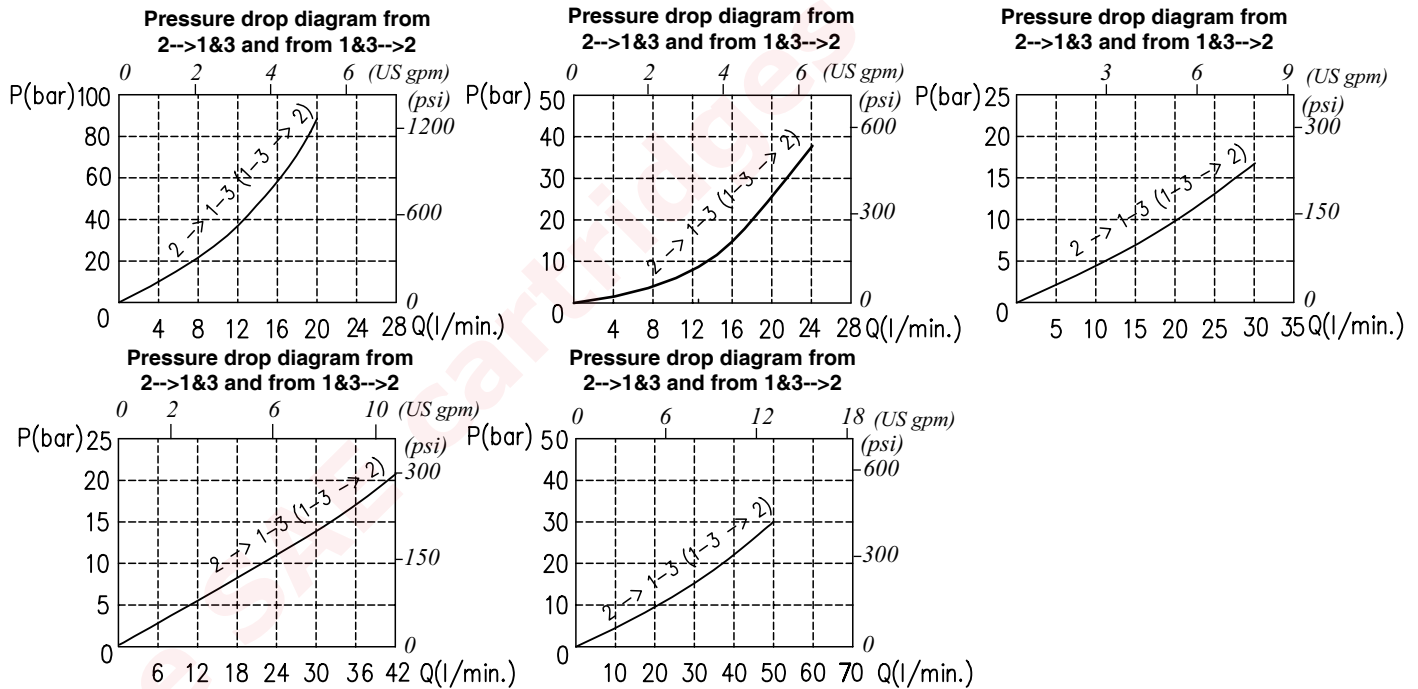 Pressure drop diagram from
2-->1&3 and from 1&3-->2
0 2 4 6 (US gpm)
P(bar) 100 80 60 40 20 0
(psi) 1200 600 0
2 -> 1-3 (1-3 -> 2)
4 8 12 16 20 24 28 Q(l/min.)
Pressure drop diagram from
2-->1&3 and from 1&3-->2
0 2 4 6 (US gpm)
P(bar) 50 40 30 20 10 0
(psi) 600 300 0
2 -> 1-3 (1-3 -> 2)
4 8 12 16 20 24 28 Q(l/min.)
Pressure drop diagram from
2-->1&3 and from 1&3-->2
3 6 9 (US gpm)
P(bar) 25 20 15 10 5 0
(psi) 300 150 0
2 -> 1-3 (1-3 -> 2)
5 10 15 20 25 30 35 Q(l/min.)
Pressure drop diagram from
2-->1&3 and from 1&3-->2
0 2 6 10 (US gpm)
P(bar) 25 20 15 10 5 0
(psi) 300 150 0
2 -> 1-3 (1-3 -> 2)
6 12 18 24 30 36 42 Q(l/min.)
Pressure drop diagram from
2-->1&3 and from 1&3-->2
0 6 12 18 (US gpm)
P(bar) 50 40 30 20 10 0
(psi) 600 300 0
2 -> 1-3 (1-3 -> 2)
10 20 30 40 50 60 70 Q(l/min.)
e SAE cartridges